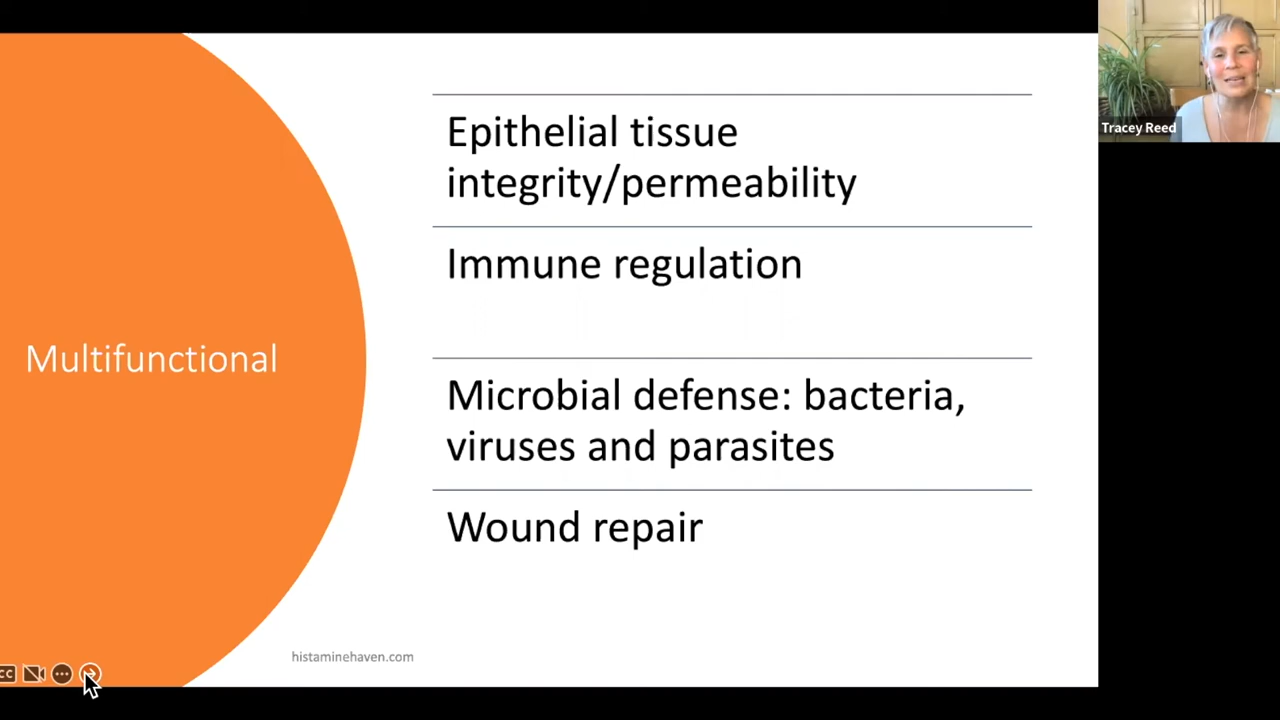 Multifunctional
Epithelial tissue
integrity/permeability
Immune regulation
Microbial defense: bacteria,
viruses and parasites
Wound repair
histaminehaven.com
CC
Tracey Reed